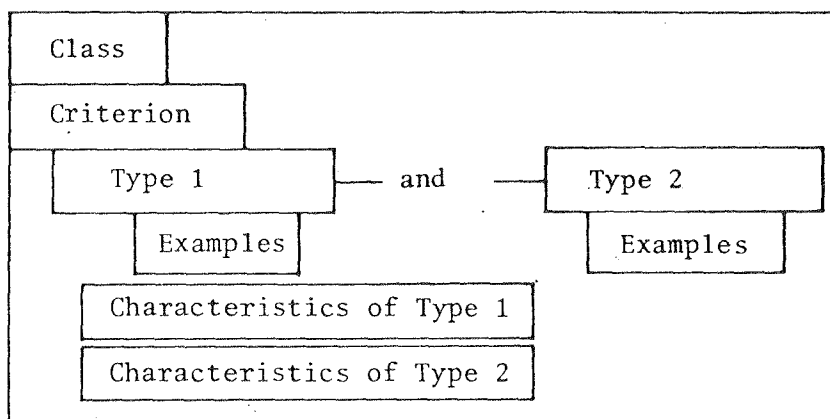 Class
Criterion
Type 1 and Type 2
Examples Examples
Characteristics of Type 1
Characteristics of Type 2